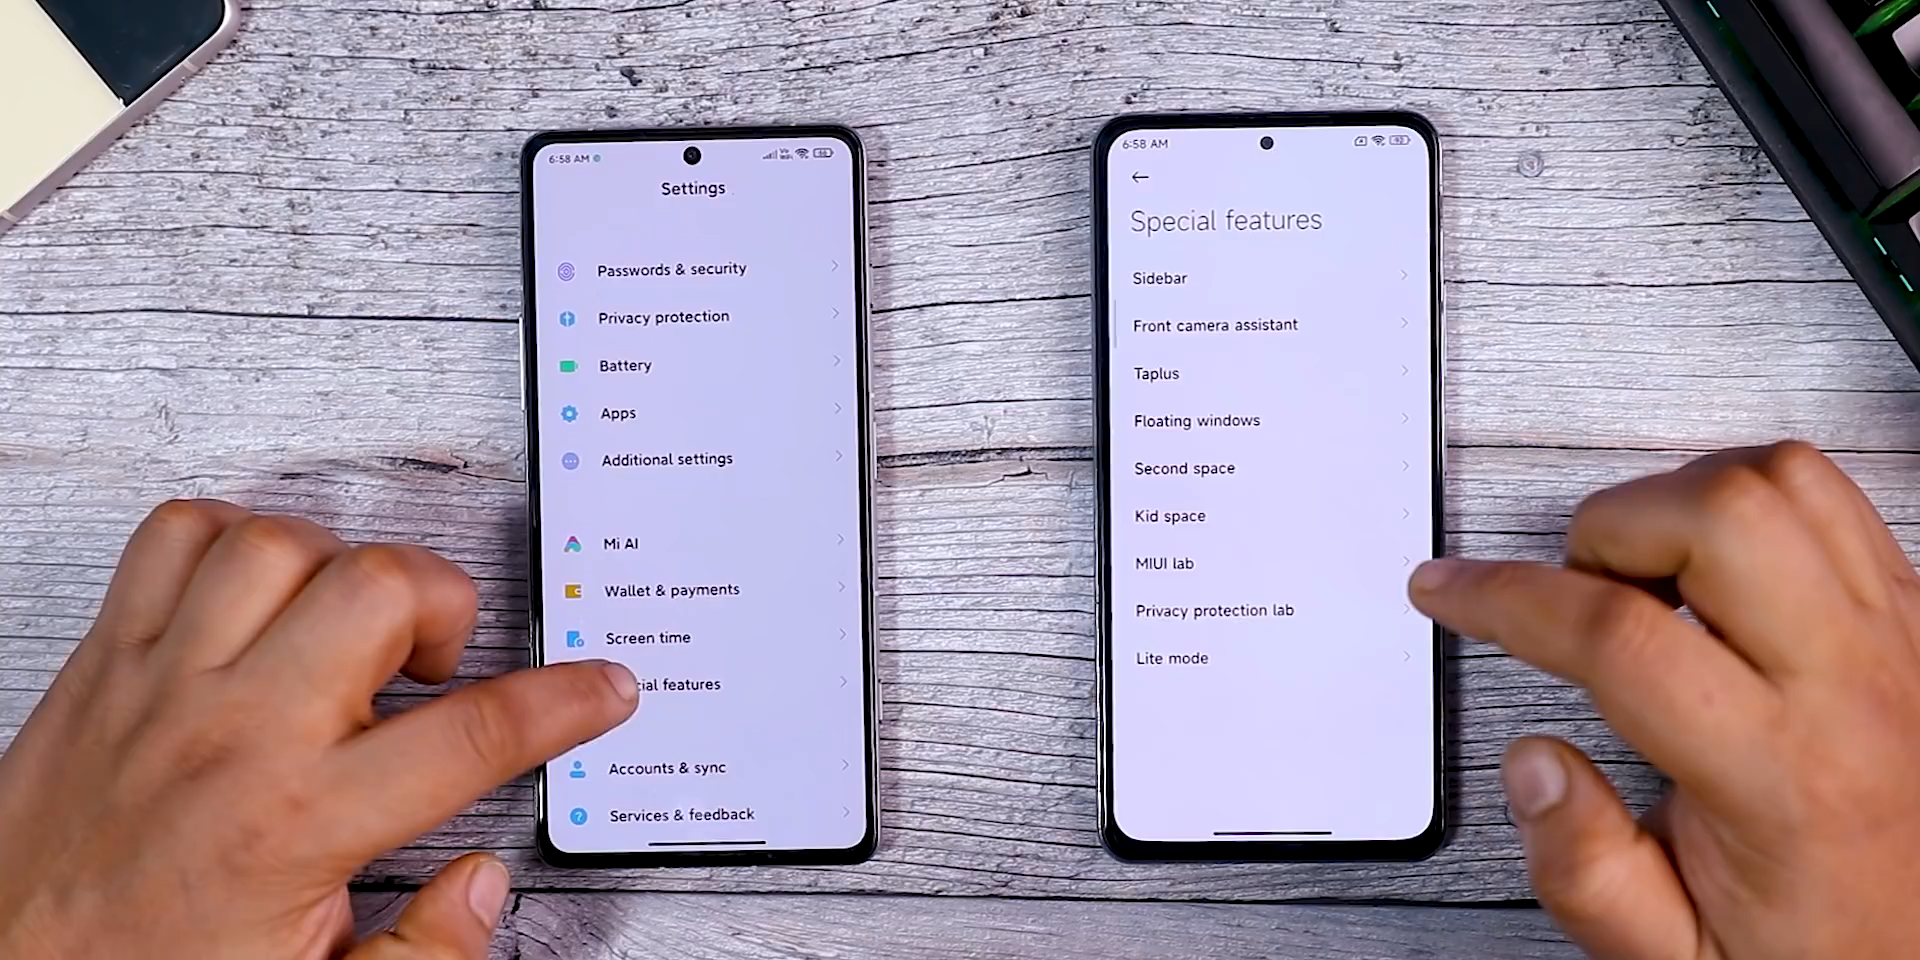 6:58 AM
Settings
Passwords & security
Privacy protection
Battery
Apps
Additional settings
Mi AI
Wallet & payments
Screen time
cial features
Accounts & sync
Services & feedback
6:58 AM
Special features
Sidebar
Front camera assistant
Taplus
Floating windows
Second space
Kid space
MIUI lab
Privacy protection lab
Lite mode